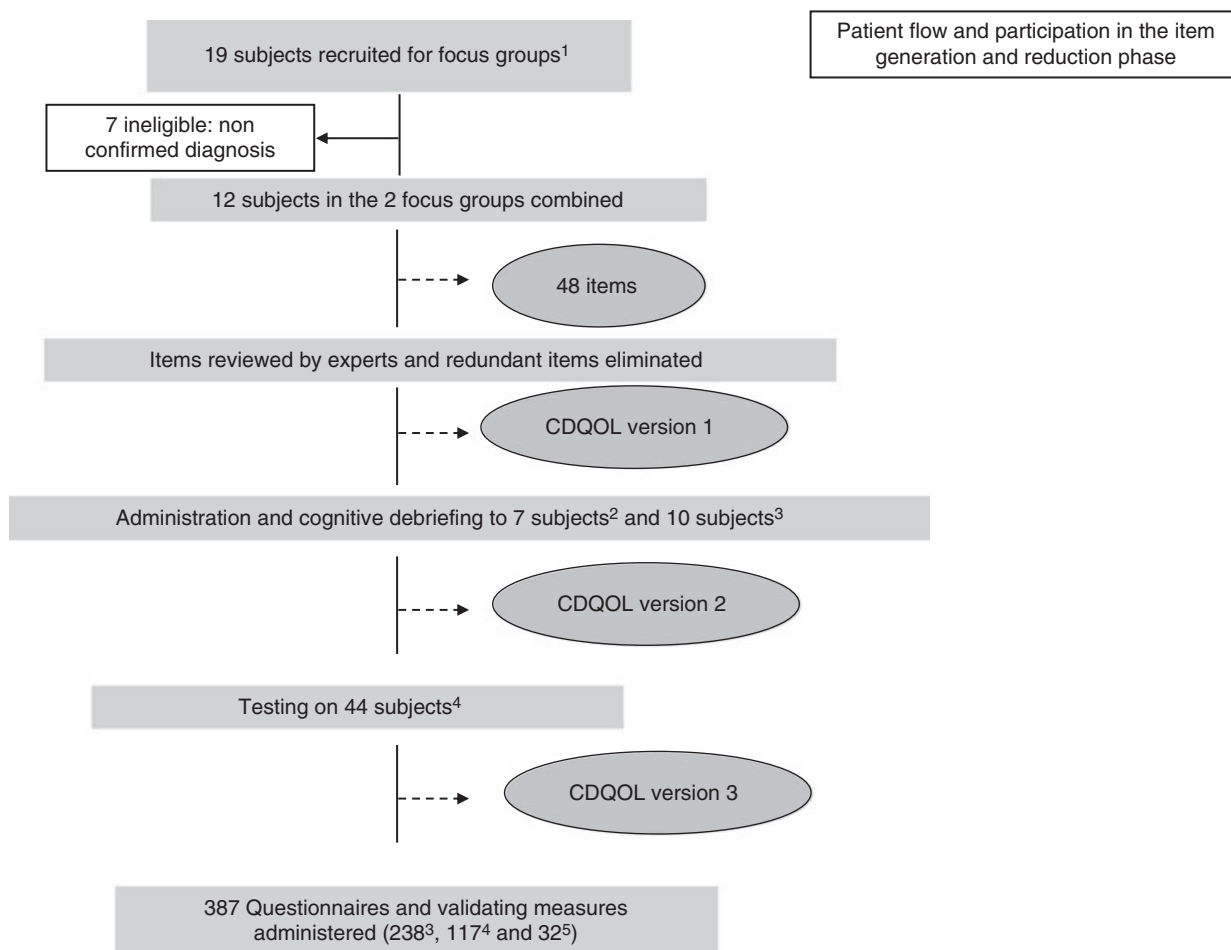 19 subjects recruited for focus groups¹
Patient flow and participation in the item
generation and reduction phase
7 ineligible: non
confirmed diagnosis
12 subjects in the 2 focus groups combined
48 items
Items reviewed by experts and redundant items eliminated
CDQOL version 1
Administration and cognitive debriefing to 7 subjects² and 10 subjects³
CDQOL version 2
Testing on 44 subjects⁴
CDQOL version 3
387 Questionnaires and validating measures
administered (238³, 117⁴ and 32⁵)